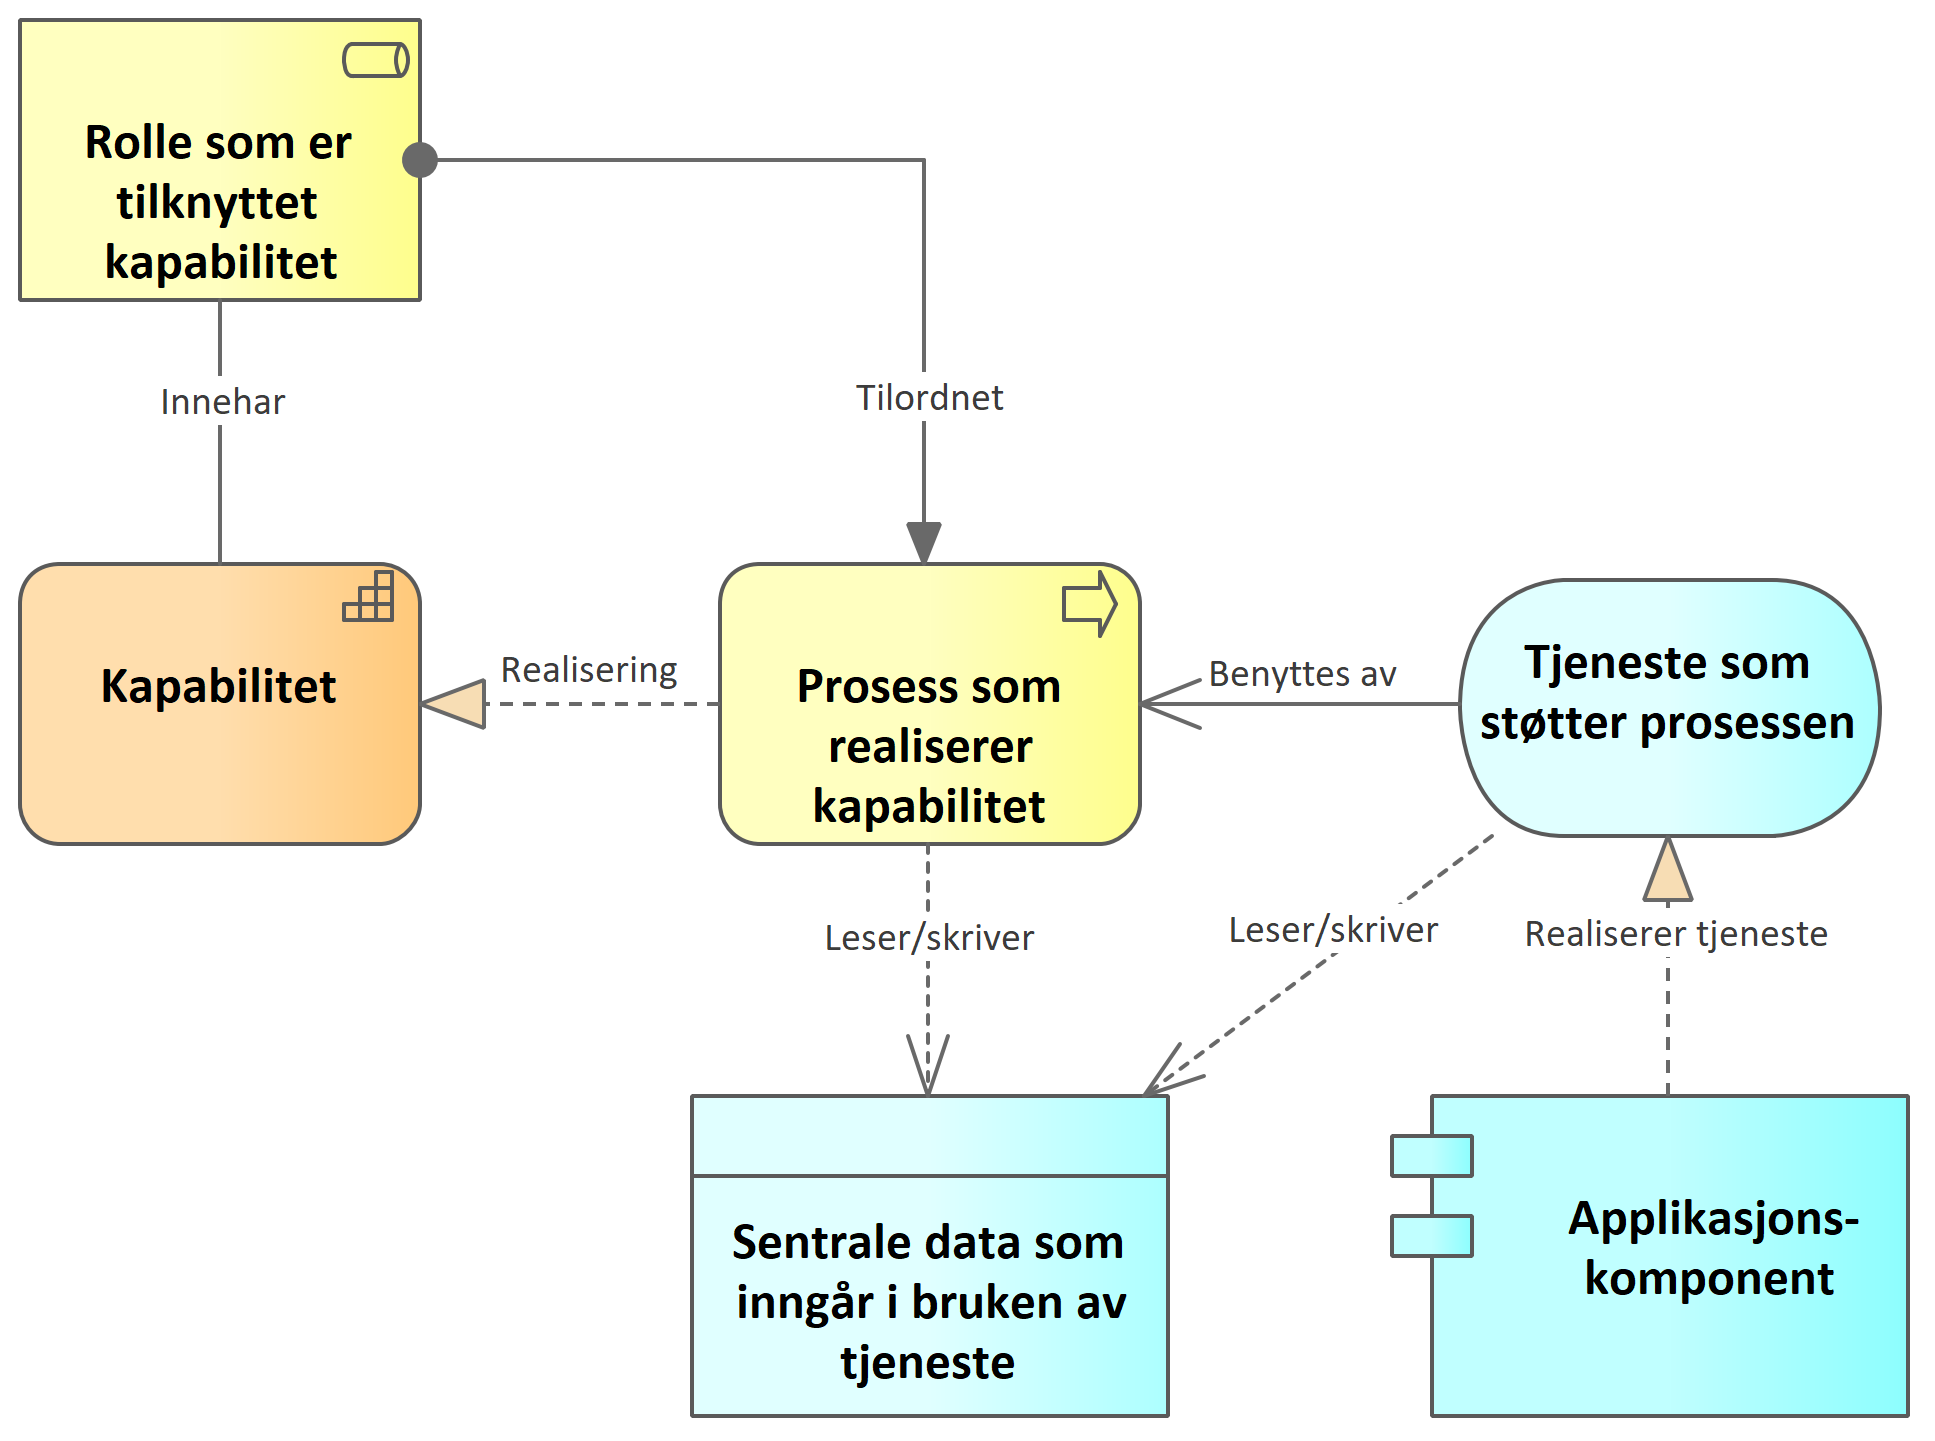 Rolle som er
tilknyttet
kapabilitet
Innehar
Tilordnet
Kapabilitet
Realisering
Prosess som
realiserer
kapabilitet
Benyttes av
Tjeneste som
støtter prosessen
Leser/skriver
Leser/skriver
Realiserer tjeneste
Sentrale data som
inngår i bruken av
tjeneste
Applikasjons-
komponent